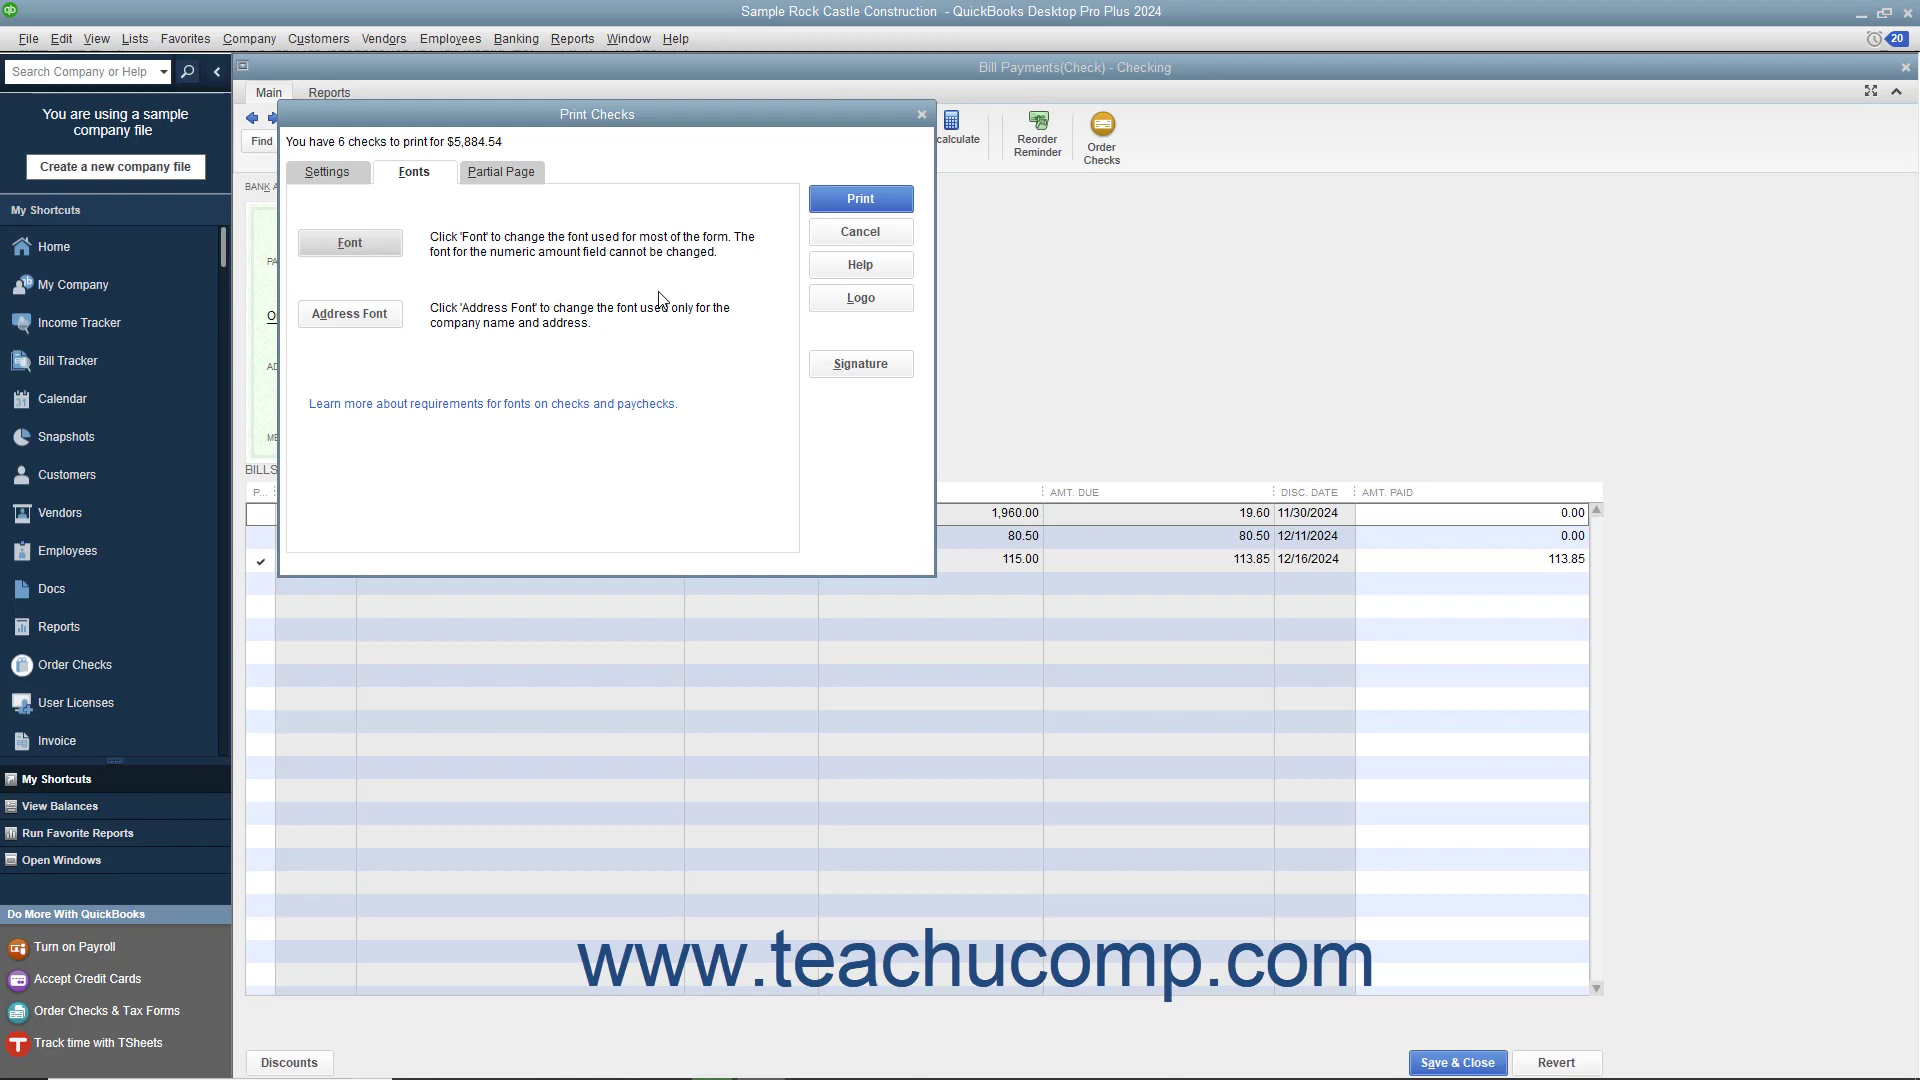 Sample Rock Castle Construction - QuickBooks Desktop Pro Plus 2024
File Edit View Lists Favorites Company Customers Vendors Employees Banking Reports Window Help
20
Search Company or Help
Bill Payments(Check) - Checking
Main Reports
You are using a sample
company file
Create a new company file
Find
Print Checks
You have 6 checks to print for $5,884.54
Settings Fonts Partial Page
Font
Click 'Font' to change the font used for most of the form. The
font for the numeric amount field cannot be changed.
Address Font
Click 'Address Font' to change the font used only for the
company name and address.
Learn more about requirements for fonts on checks and paychecks.
Print
Cancel
Help
Logo
Signature
calculate
Reorder
Reminder
Order
Checks
BANK A
PA
O
AD
ME
BILLS
P... AMT. DUE DISC. DATE AMT. PAID
1,960.00 19.60 11/30/2024 0.00
80.50 80.50 12/11/2024 0.00
115.00 113.85 12/16/2024 113.85
My Shortcuts
Home
My Company
Income Tracker
Bill Tracker
31
Calendar
Snapshots
Customers
Vendors
Employees
Docs
Reports
Order Checks
User Licenses
Invoice
My Shortcuts
View Balances
Run Favorite Reports
Open Windows
Do More With QuickBooks
Turn on Payroll
Accept Credit Cards
Order Checks & Tax Forms
Track time with TSheets
www.teachucomp.com
Discounts
Save & Close
Revert